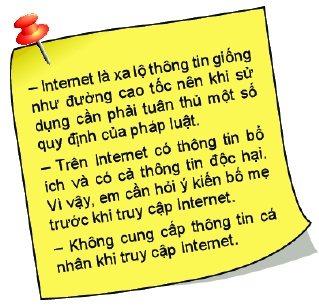 – Internet là xa lộ thông tin giống
như đường cao tốc nên khi sử
dụng cần phải tuân thủ một số
quy định của pháp luật.
– Trên Internet có thông tin bổ
ích và có cả thông tin độc hại.
Vì vậy, em cần hỏi ý kiến bố mẹ
trước khi truy cập Internet.
– Không cung cấp thông tin cá
nhân khi truy cập Internet.